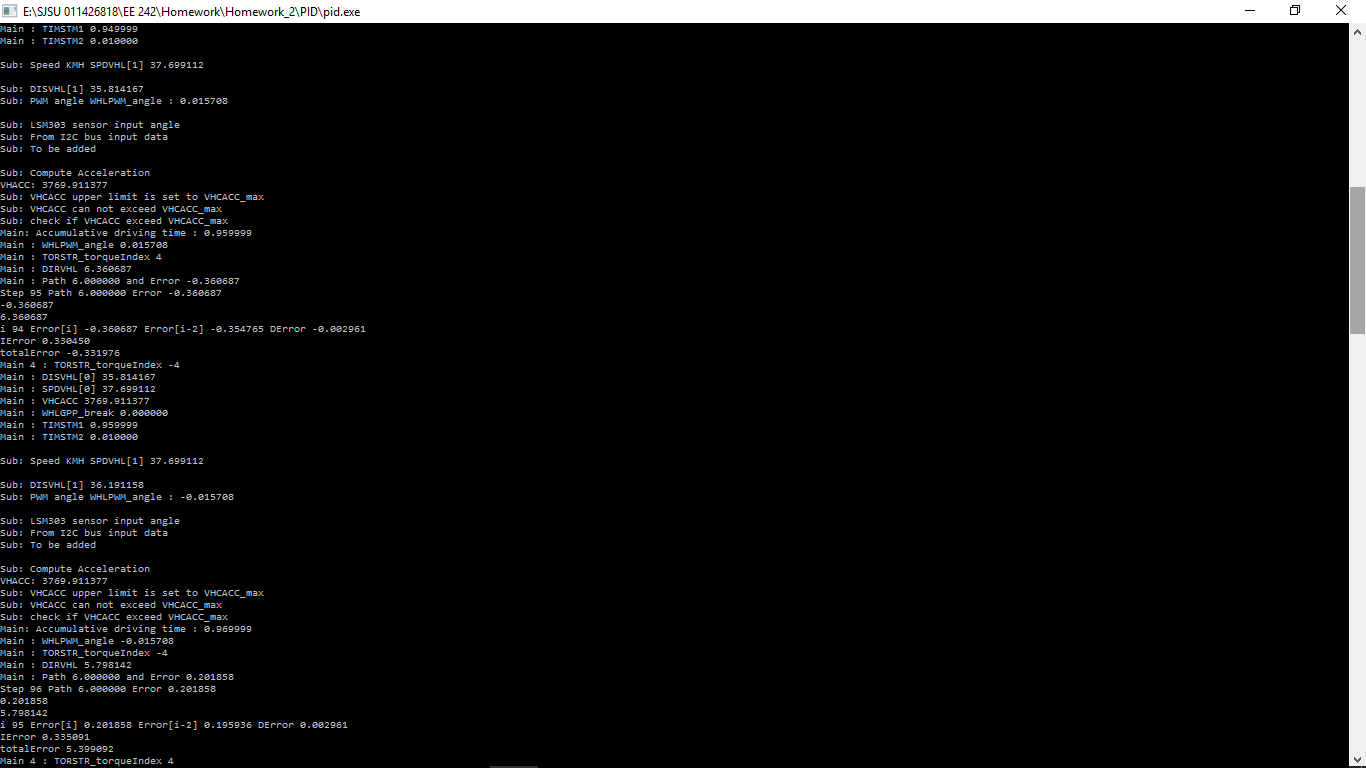 E:\SJSU 011426818\EE 242\Homework\Homework_2\PID\pid.exe
Main : TIMSTM1 0.949999
Main : TIMSTM2 0.010000
Sub: Speed KMH SPDVHL[1] 37.699112
Sub: DISVHL[1] 35.814167
Sub: PWM angle WHLPWM_angle : 0.015708
Sub: LSM303 sensor input angle
Sub: From I2C bus input data
Sub: To be added
Sub: Compute Acceleration
VHACC: 3769.911377
Sub: VHCACC upper limit is set to VHCACC_max
Sub: VHCACC can not exceed VHCACC_max
Sub: check if VHCACC exceed VHCACC_max
Main: Accumulative driving time : 0.959999
Main : WHLPWM_angle 0.015708
Main : TORSTR_torqueIndex 4
Main : DIRVHL 6.360687
Main : Path 6.000000 and Error -0.360687
Step 95 Path 6.000000 Error -0.360687
-0.360687
6.360687
i 94 Error[i] -0.360687 Error[i-2] -0.354765 DError -0.002961
IError 0.330450
totalError -0.331976
Main 4 : TORSTR_torqueIndex -4
Main : DISVHL[0] 35.814167
Main : SPDVHL[0] 37.699112
Main : VHCACC 3769.911377
Main : WHLGPP_break 0.000000
Main : TIMSTM1 0.959999
Main : TIMSTM2 0.010000
Sub: Speed KMH SPDVHL[1] 37.699112
Sub: DISVHL[1] 36.191158
Sub: PWM angle WHLPWM_angle : -0.015708
Sub: LSM303 sensor input angle
Sub: From I2C bus input data
Sub: To be added
Sub: Compute Acceleration
VHACC: 3769.911377
Sub: VHCACC upper limit is set to VHCACC_max
Sub: VHCACC can not exceed VHCACC_max
Sub: check if VHCACC exceed VHCACC_max
Main: Accumulative driving time : 0.969999
Main : WHLPWM_angle -0.015708
Main : TORSTR_torqueIndex -4
Main : DIRVHL 5.798142
Main : Path 6.000000 and Error 0.201858
Step 96 Path 6.000000 Error 0.201858
0.201858
5.798142
i 95 Error[i] 0.201858 Error[i-2] 0.195936 DError 0.002961
IError 0.335091
totalError 5.399092
Main 4 : TORSTR_torqueIndex 4